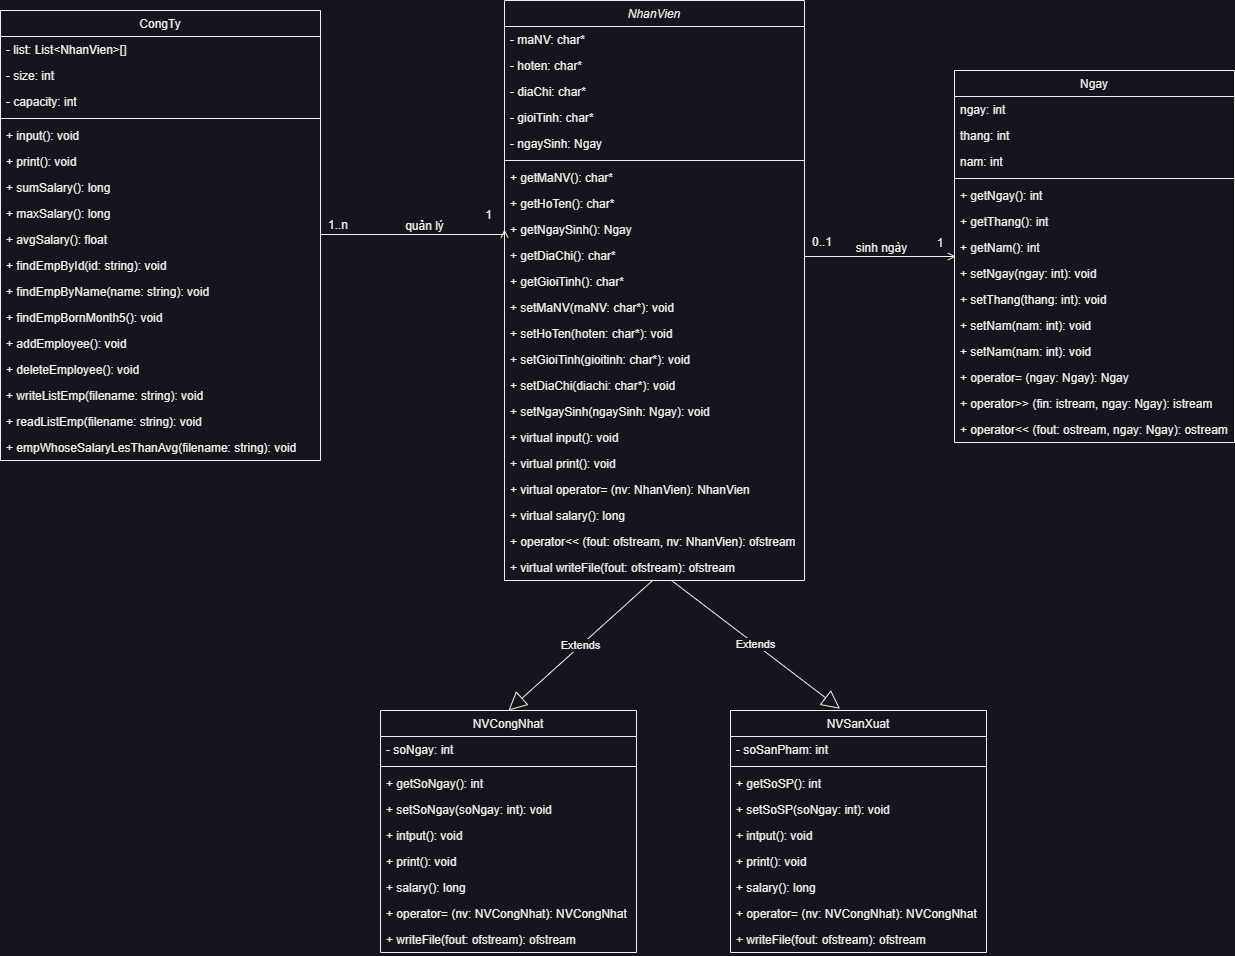 CongTy
- list: List<NhanVien>[]
- size: int
- capacity: int
+ input(): void
+ print(): void
+ sumSalary(): long
+ maxSalary(): long
+ avgSalary(): float
+ findEmpById(id: string): void
+ findEmpByName(name: string): void
+ findEmpBornMonth5(): void
+ addEmployee(): void
+ deleteEmployee(): void
+ writeListEmp(filename: string): void
+ readListEmp(filename: string): void
+ empWhoseSalaryLesThanAvg(filename: string): void
1..n
quản lý
1
NhanVien
- maNV: char*
- hoten: char*
- diaChi: char*
- gioiTinh: char*
- ngaySinh: Ngay
+ getMaNV(): char*
+ getHoTen(): char*
+ getNgaySinh(): Ngay
+ getDiaChi(): char*
+ getGioiTinh(): char*
+ setMaNV(maNV: char*): void
+ setHoTen(hoten: char*): void
+ setGioiTinh(gioitinh: char*): void
+ setDiaChi(diachi: char*): void
+ setNgaySinh(ngaySinh: Ngay): void
+ virtual input(): void
+ virtual print(): void
+ virtual operator= (nv: NhanVien): NhanVien
+ virtual salary(): long
+ operator<< (fout: ofstream, nv: NhanVien): ofstream
+ virtual writeFile(fout: ofstream): ofstream
0..1
sinh ngày
1
Ngay
ngay: int
thang: int
nam: int
+ getNgay(): int
+ getThang(): int
+ getNam(): int
+ setNgay(ngay: int): void
+ setThang(thang: int): void
+ setNam(nam: int): void
+ setNam(nam: int): void
+ operator= (ngay: Ngay): Ngay
+ operator>> (fin: istream, ngay: Ngay): istream
+ operator<< (fout: ostream, ngay: Ngay): ostream
Extends
Extends
NVCongNhat
- soNgay: int
+ getSoNgay(): int
+ setSoNgay(soNgay: int): void
+ intput(): void
+ print(): void
+ salary(): long
+ operator= (nv: NVCongNhat): NVCongNhat
+ writeFile(fout: ofstream): ofstream
NVSanXuat
- soSanPham: int
+ getSoSP(): int
+ setSoSP(soNgay: int): void
+ intput(): void
+ print(): void
+ salary(): long
+ operator= (nv: NVCongNhat): NVCongNhat
+ writeFile(fout: ofstream): ofstream